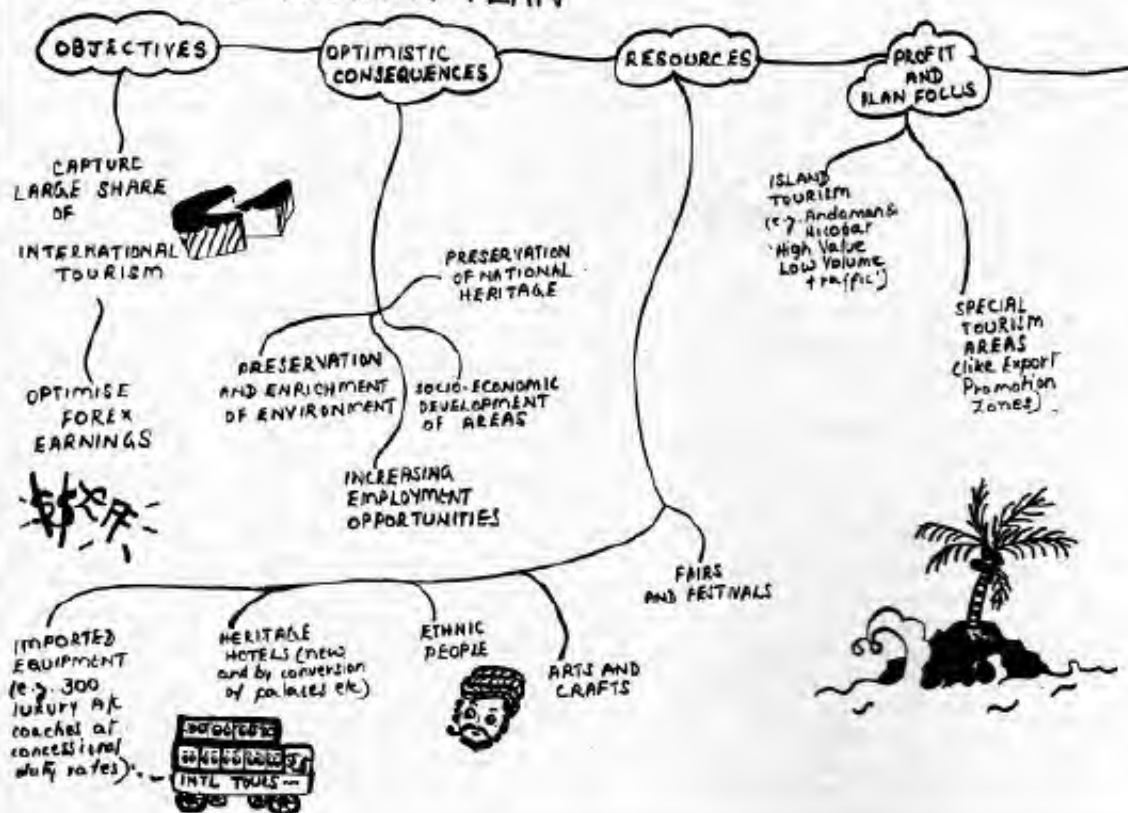 PLAN
OBJECTIVES
CAPTURE
LARGE SHARE
OF
INTERNATIONAL
TOURISM
OPTIMISE
FOREX
EARNINGS
OPTIMISTIC
CONSEQUENCES
PRESERVATION
OF NATIONAL
HERITAGE
PRESERVATION
AND ENRICHMENT
OF ENVIRONMENT
SOCIO-ECONOMIC
DEVELOPMENT
OF AREAS
INCREASING
EMPLOYMENT
OPPORTUNITIES
RESOURCES
IMPORTED
EQUIPMENT
(e.g. 300
luxury A/c
coaches at
concessional
duty rates)
HERITAGE
HOTELS (new
and by conversion
of palaces etc)
INTL TOURS
ETHNIC
PEOPLE
ARTS AND
CRAFTS
FAIRS
AND FESTIVALS
PROFIT
AND
PLAN FOCUS
ISLAND
TOURISM
(e.g. Andaman &
Nicobar
'High Value
Low Volume
traffic')
SPECIAL
TOURISM
AREAS
(like Export
Promotion
Zones)